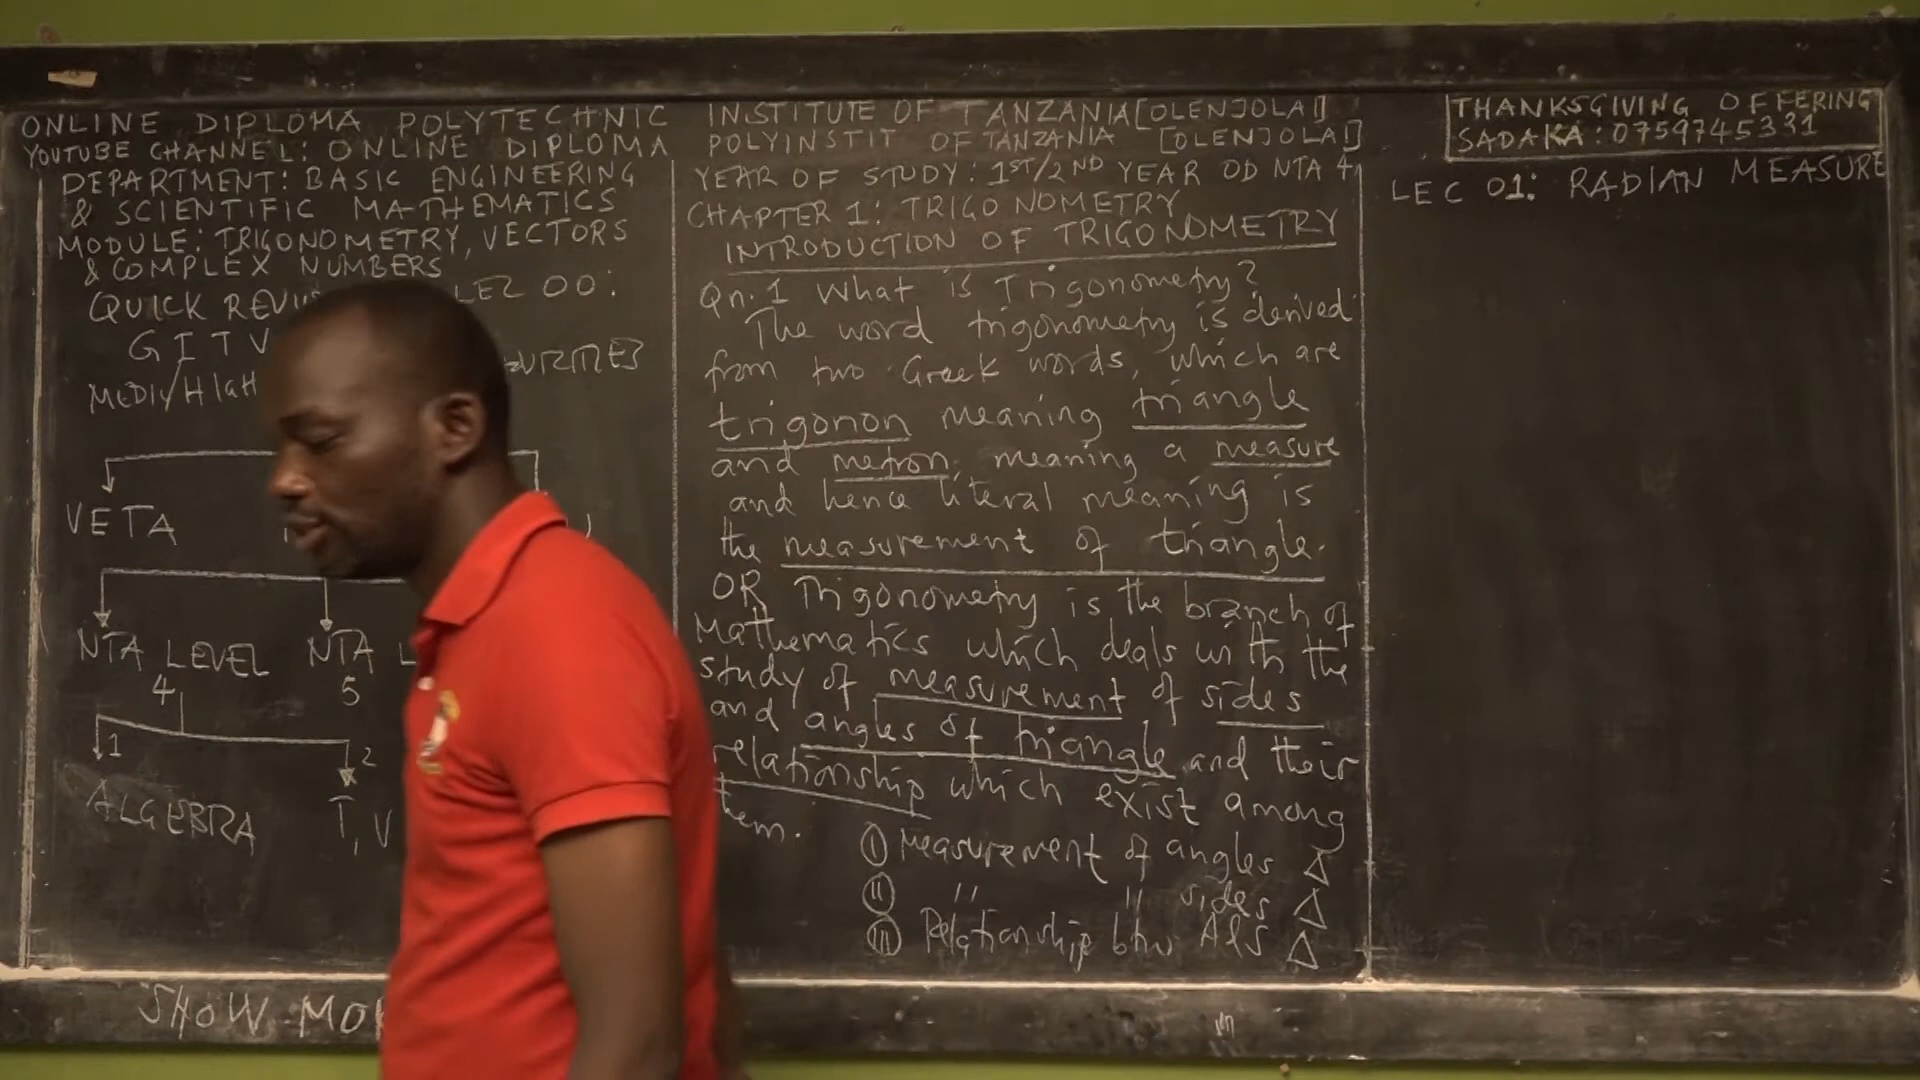 ONLINE DIPLOMA POLYTECHNIC INSTITUTE OF TANZANIA [OLENJOLAI]
YOUTUBE CHANNEL: ONLINE DIPLOMA POLYINSTIT OF TANZANIA [OLENJOLAI]
DEPARTMENT: BASIC ENGINEERING
& SCIENTIFIC MATHEMATICS
MODULE: TRIGONOMETRY, VECTORS
& COMPLEX NUMBERS
QUICK LEZ 00:
GITV
VETA
NTA LEVEL
4
NTA
5
1
2
ALGEBRA
T, V
SHOW
YEAR OF STUDY: 1ST/2ND YEAR OD NTA 4
CHAPTER 1: TRIGONOMETRY
INTRODUCTION OF TRIGONOMETRY
Qn. 1 What is Trigonometry?
The word trigonometry is derived
from two Greek words, which are
trigonon meaning triangle
and metron, meaning a measure
and hence literal meaning is
the measurement of triangle.
OR Trigonometry is the branch of
Mathematics which deals with the
study of measurement of sides
and angles of triangle and their
relationship which exist among
them.
(I) Measurement of angles △
(II) " " sides △
(III) Relationship btw A&S △
THANKSGIVING OFFERING
SADAKA: 0759745331
LEC 01: RADIAN MEASURE